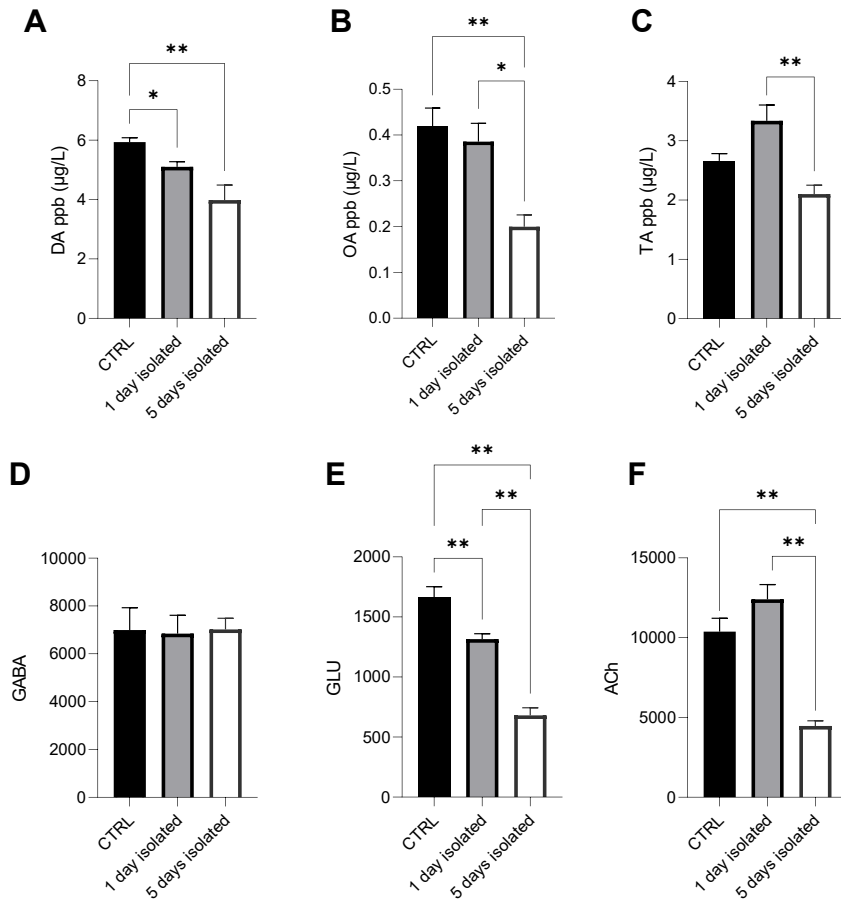 A
DA ppb (µg/L)
8
6
4
2
0
**
*
CTRL
1 day isolated
5 days isolated
B
OA ppb (µg/L)
0.5
0.4
0.3
0.2
0.1
0.0
**
*
CTRL
1 day isolated
5 days isolated
C
TA ppb (µg/L)
4
3
2
1
0
**
CTRL
1 day isolated
5 days isolated
D
GABA
10000
8000
6000
4000
2000
0
CTRL
1 day isolated
5 days isolated
E
GLU
2000
1500
1000
500
0
**
**
**
CTRL
1 day isolated
5 days isolated
F
ACh
15000
10000
5000
0
**
**
CTRL
1 day isolated
5 days isolated